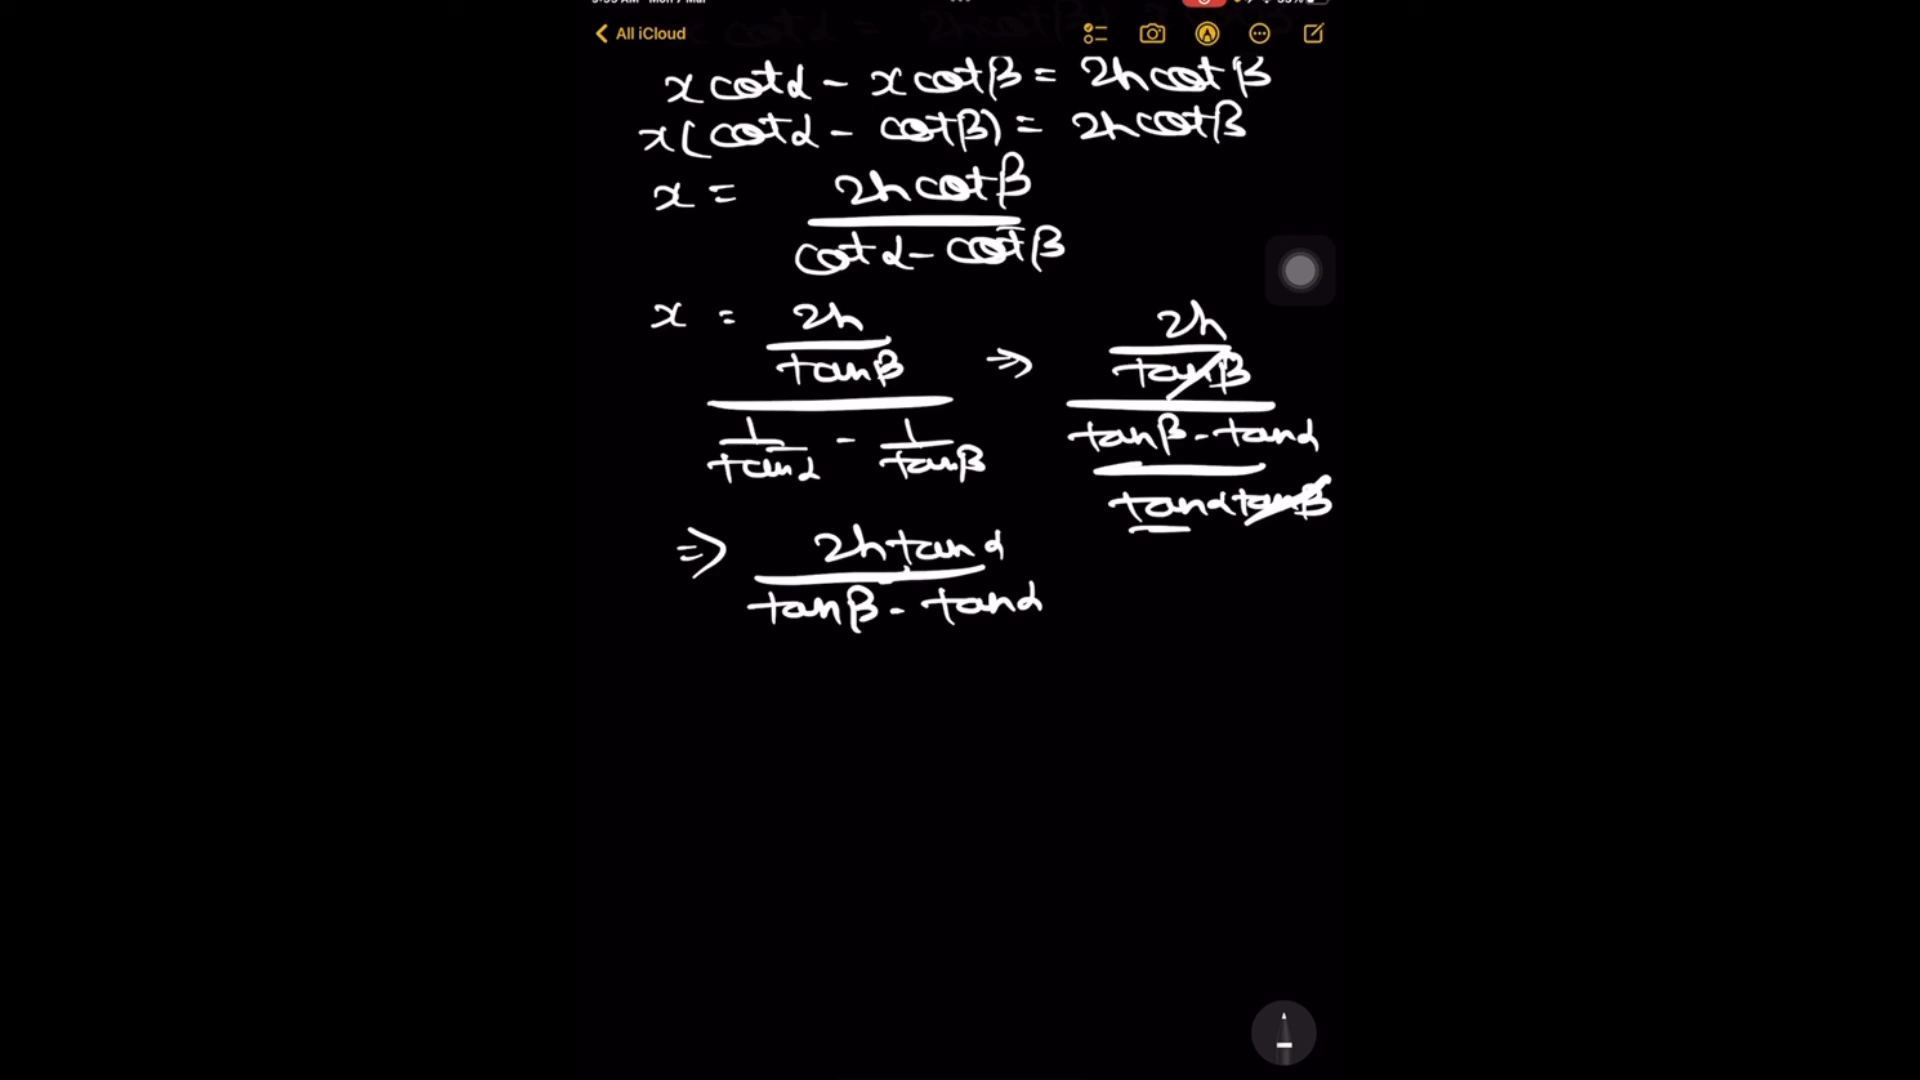 All iCloud
x cotα - x cotβ = 2h cotβ
x(cotα - cotβ) = 2h cotβ
x = 2h cotβ / cotα - cotβ
x = 2h / tanβ / 1/tanα - 1/tanβ ⇒ 2h / tanβ / tanβ - tanα / tanα tanβ
⇒ 2h tanα / tanβ - tanα